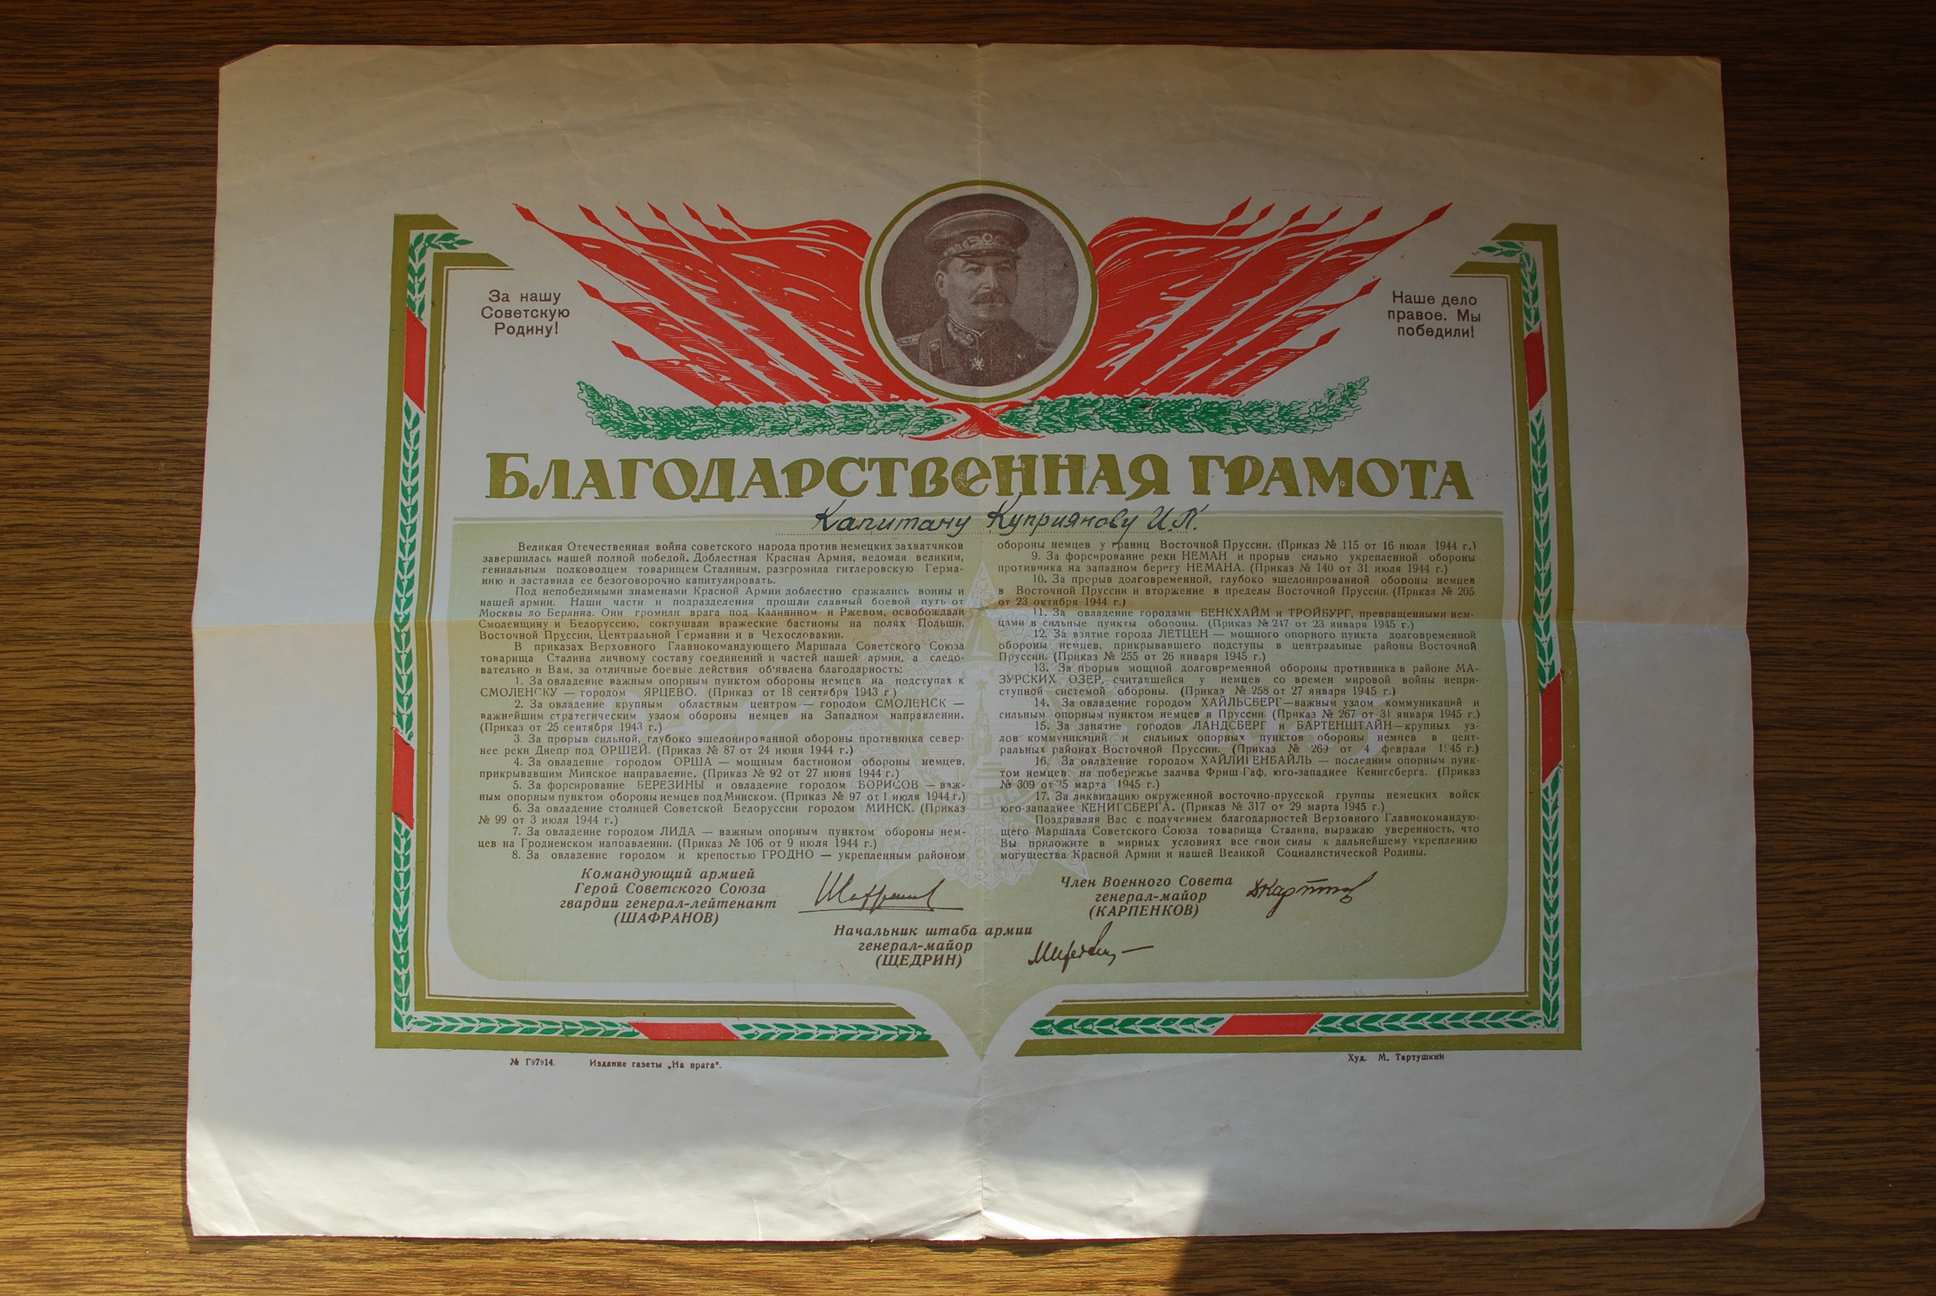 За нашу
Советскую
Родину!
Наше дело
правое. Мы
победили!
БЛАГОДАРСТВЕННАЯ ГРАМОТА
Капитану Куприянову И.П.
Великая Отечественная война советского народа против немецких захватчиков
завершилась нашей полной победой. Доблестная Красная Армия, ведомая великим,
гениальным полководцем товарищем Сталиным, разгромила гитлеровскую Герма-
нию и заставила ее безоговорочно капитулировать.
Под непобедимыми знаменами Красной Армии доблестно сражались воины и
нашей армии. Наши части и подразделения прошли славный боевой путь от
Москвы до Берлина. Они громили врага под Калинином и Ржевом, освобождали
Смоленщину и Белоруссию, сокрушали вражеские бастионы на полях Польши,
Восточной Пруссии, Центральной Германии и в Чехословакии.
В приказах Верховного Главнокомандующего Маршала Советского Союза
товарища Сталина личному составу соединений и частей нашей армии, а следо-
вательно и Вам, за отличные боевые действия об'явлена благодарность:
1. За овладение важным опорным пунктом обороны немцев на подступах к
СМОЛЕНСКУ — городом ЯРЦЕВО. (Приказ от 18 сентября 1943 г.)
2. За овладение крупным областным центром — городом СМОЛЕНСК —
важнейшим стратегическим узлом обороны немцев на Западном направлении.
(Приказ от 25 сентября 1943 г.)
3. За прорыв сильной, глубоко эшелонированной обороны противника север-
нее реки Днепр под ОРШЕЙ. (Приказ № 87 от 24 июня 1944 г.)
4. За овладение городом ОРША — мощным бастионом обороны немцев,
прикрывавшим Минское направление. (Приказ № 92 от 27 июня 1944 г.)
5. За форсирование БЕРЕЗИНЫ и овладение городом БОРИСОВ — важ-
ным опорным пунктом обороны немцев под Минском. (Приказ № 97 от 1 июля 1944 г.)
6. За овладение столицей Советской Белоруссии городом МИНСК. (Приказ
№ 99 от 3 июля 1944 г.)
7. За овладение городом ЛИДА — важным опорным пунктом обороны нем-
цев на Гродненском направлении. (Приказ № 106 от 9 июля 1944 г.)
8. За овладение городом и крепостью ГРОДНО — укрепленным районом
обороны немцев у границ Восточной Пруссии. (Приказ № 115 от 16 июля 1944 г.)
9. За форсирование реки НЕМАН и прорыв сильно укрепленной обороны
противника на западном берегу НЕМАНА. (Приказ № 140 от 31 июля 1944 г.)
10. За прорыв долговременной, глубоко эшелонированной обороны немцев
в Восточной Пруссии и вторжение в пределы Восточной Пруссии. (Приказ № 205
от 23 октября 1944 г.)
11. За овладение городами БЕНКХАЙМ и ТРОЙБУРГ, превращенными нем-
цами в сильные пункты обороны. (Приказ № 247 от 23 января 1945 г.)
12. За взятие города ЛЕТЦЕН — мощного опорного пункта долговременной
обороны немцев, прикрывавшего подступы в центральные районы Восточной
Пруссии. (Приказ № 255 от 26 января 1945 г.)
13. За прорыв мощной долговременной обороны противника в районе МА-
ЗУРСКИХ ОЗЕР, считавшейся у немцев со времен мировой войны непри-
ступной системой обороны. (Приказ № 258 от 27 января 1945 г.)
14. За овладение городом ХАЙЛЬСБЕРГ—важным узлом коммуникаций и
сильным опорным пунктом немцев в Пруссии (Приказ № 267 от 31 января 1945 г.)
15. За занятие городов ЛАНДСБЕРГ и БАРТЕНШТАЙН—крупных уз-
лов коммуникаций и сильных опорных пунктов обороны немцев в цент-
ральных районах Восточной Пруссии. (Приказ № 269 от 4 февраля 1945 г.)
16. За овладение городом ХАЙЛИГЕНБАЙЛЬ — последним опорным пунк-
том немцев на побережье залива Фриш-Гаф, юго-западнее Кенигсберга. (Приказ
№ 309 от 25 марта 1945 г.)
17. За ликвидацию окруженной восточно-прусской группы немецких войск
юго-западнее КЕНИГСБЕРГА. (Приказ № 317 от 29 марта 1945 г.)
Поздравляя Вас с получением благодарностей Верховного Главнокомандую-
щего Маршала Советского Союза товарища Сталина, выражаю уверенность, что
Вы приложите в мирных условиях все свои силы к дальнейшему укреплению
могущества Красной Армии и нашей Великой Социалистической Родины.
Командующий армией
Герой Советского Союза
гвардии генерал-лейтенант
(ШАФРАНОВ)
Член Военного Совета
генерал-майор
(КАРПЕНКОВ)
Начальник штаба армии
генерал-майор
(ЩЕДРИН)
№ Г97914.
Издание газеты „На врага".
Худ. М. Тартушкин